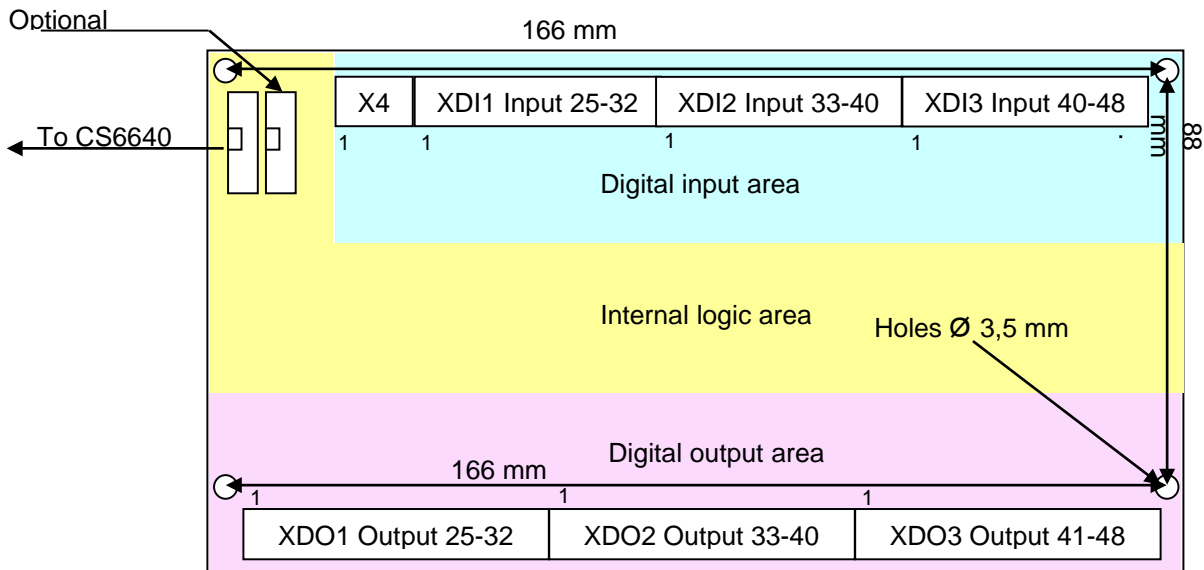 Optional
166 mm
X4
XDI1 Input 25-32
XDI2 Input 33-40
XDI3 Input 40-48
To CS6640
1
1
1
1
.
88
mm
Digital input area
Internal logic area
Holes Ø 3,5 mm
Digital output area
166 mm
1
1
1
XDO1 Output 25-32
XDO2 Output 33-40
XDO3 Output 41-48